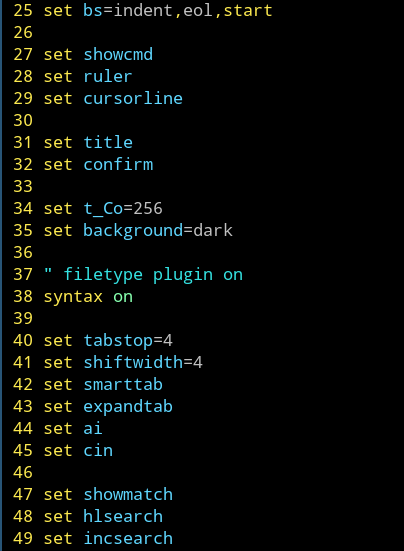 25 set bs=indent,eol,start
26
27 set showcmd
28 set ruler
29 set cursorline
30
31 set title
32 set confirm
33
34 set t_Co=256
35 set background=dark
36
37 " filetype plugin on
38 syntax on
39
40 set tabstop=4
41 set shiftwidth=4
42 set smarttab
43 set expandtab
44 set ai
45 set cin
46
47 set showmatch
48 set hlsearch
49 set incsearch